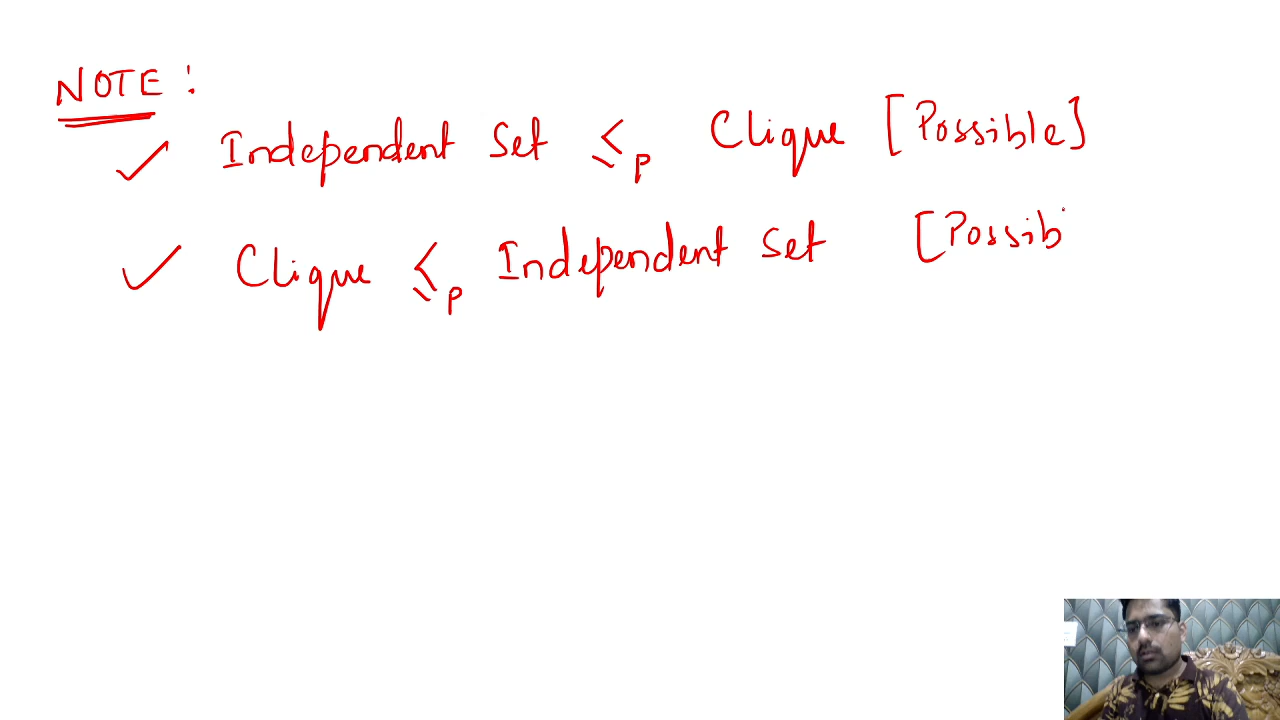 NOTE :
✓ Independent Set ≤p Clique [Possible]
✓ Clique ≤p Independent Set [Possib